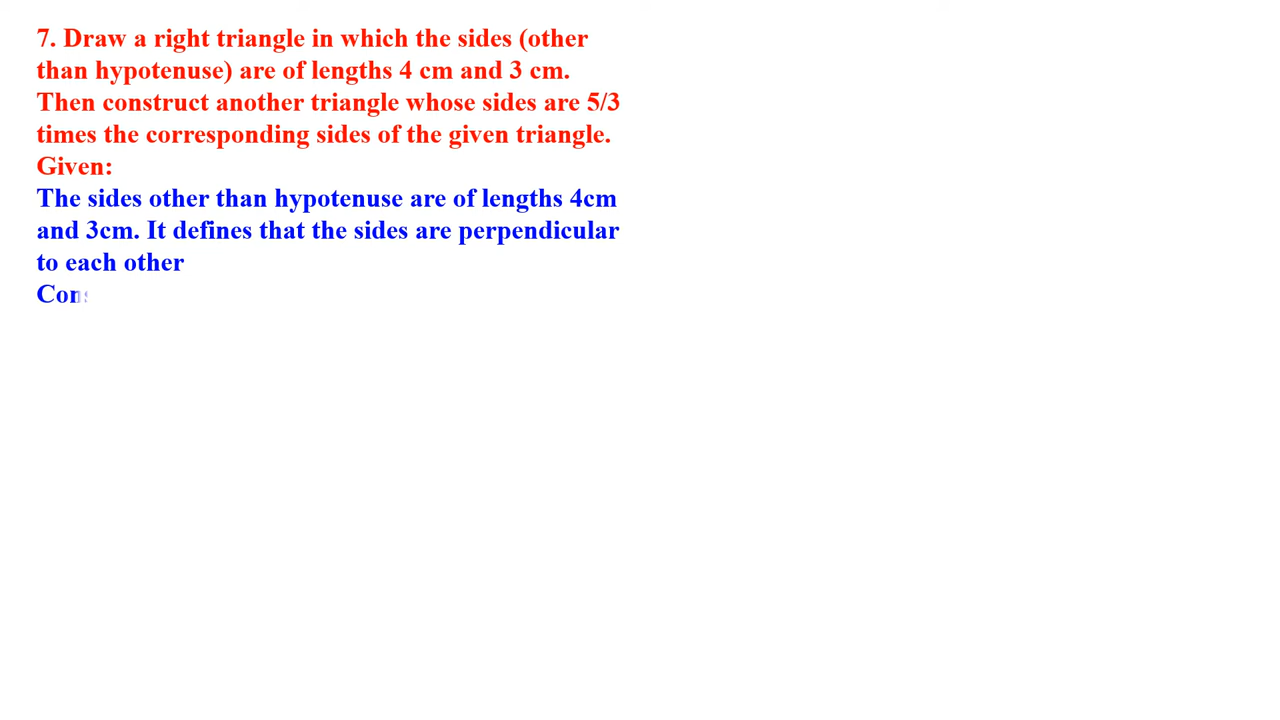 7. Draw a right triangle in which the sides (other
than hypotenuse) are of lengths 4 cm and 3 cm.
Then construct another triangle whose sides are 5/3
times the corresponding sides of the given triangle.
Given:
The sides other than hypotenuse are of lengths 4cm
and 3cm. It defines that the sides are perpendicular
to each other
Cons